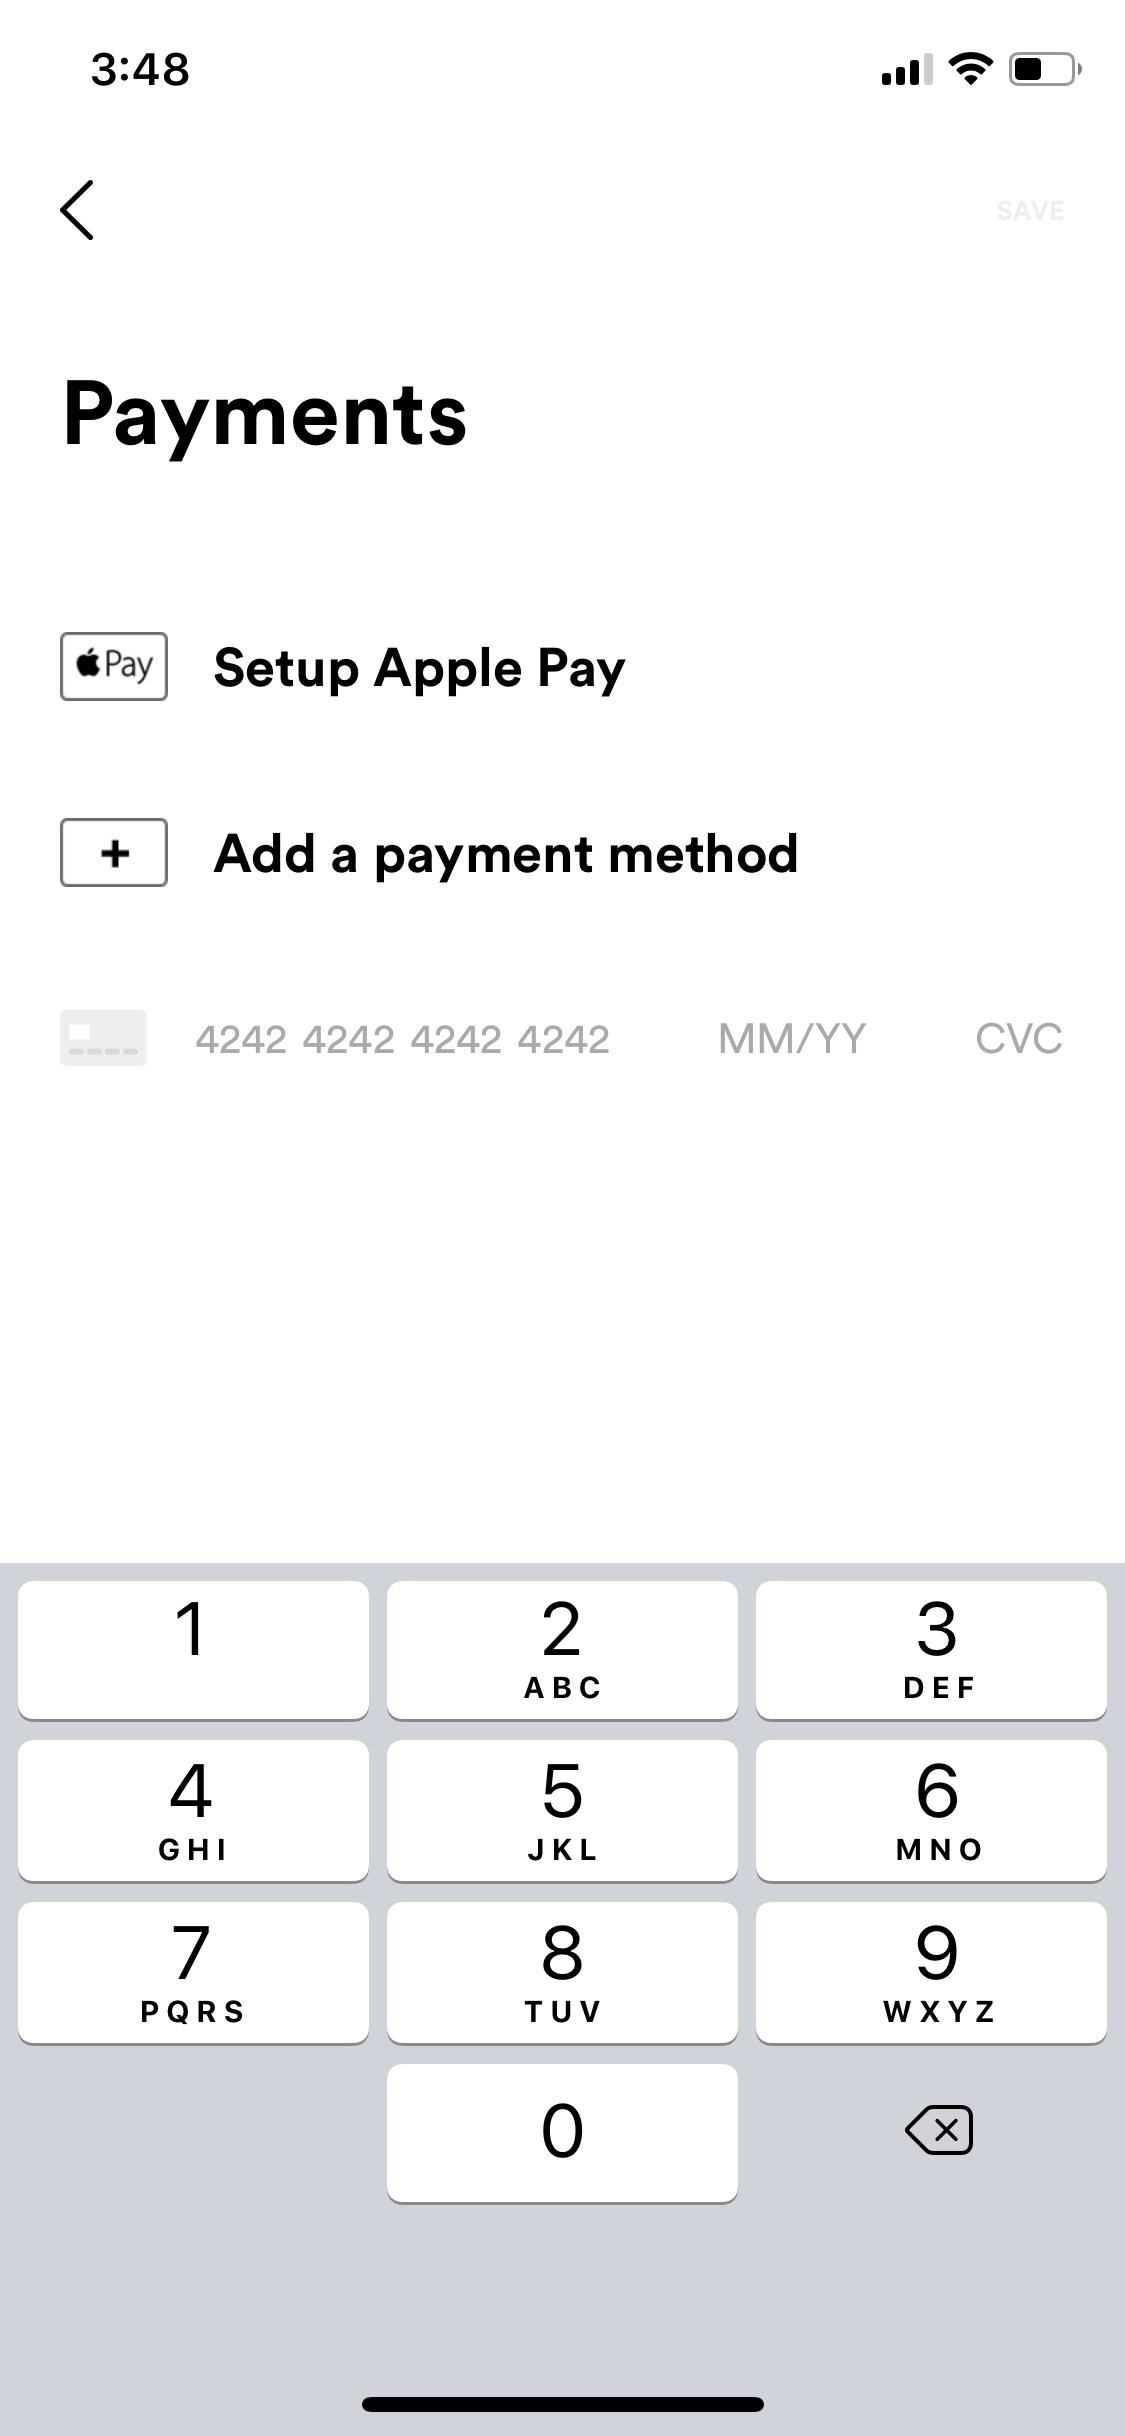 3:48
SAVE
Payments
Pay Setup Apple Pay
+ Add a payment method
4242 4242 4242 4242 MM/YY CVC
1 2 3
ABC DEF
4 5 6
GHI JKL MNO
7 8 9
PQRS TUV WXYZ
0